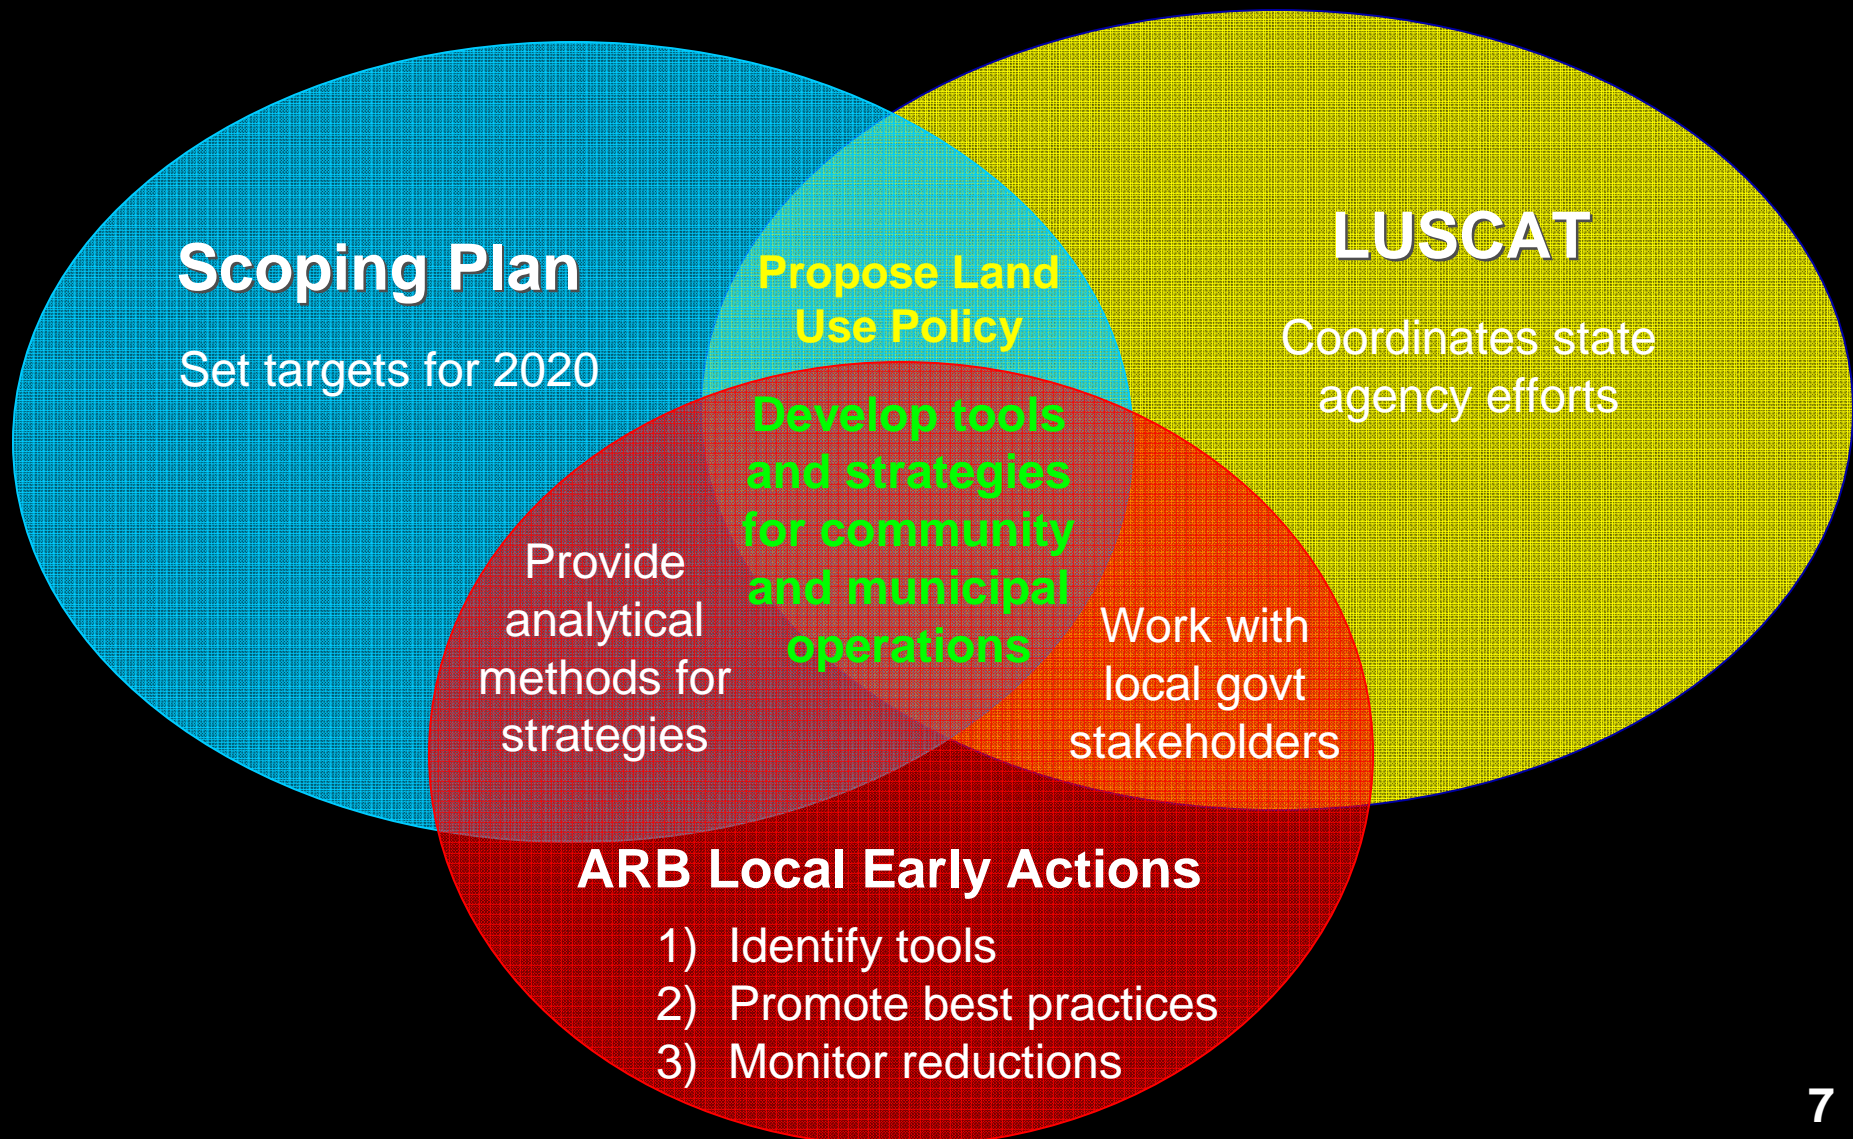 Scoping Plan
Set targets for 2020
Propose Land
Use Policy
LUSCAT
Coordinates state
agency efforts
Develop tools
and strategies
for community
and municipal
operations
Provide
analytical
methods for
strategies
Work with
local govt
stakeholders
ARB Local Early Actions
1) Identify tools
2) Promote best practices
3) Monitor reductions
7